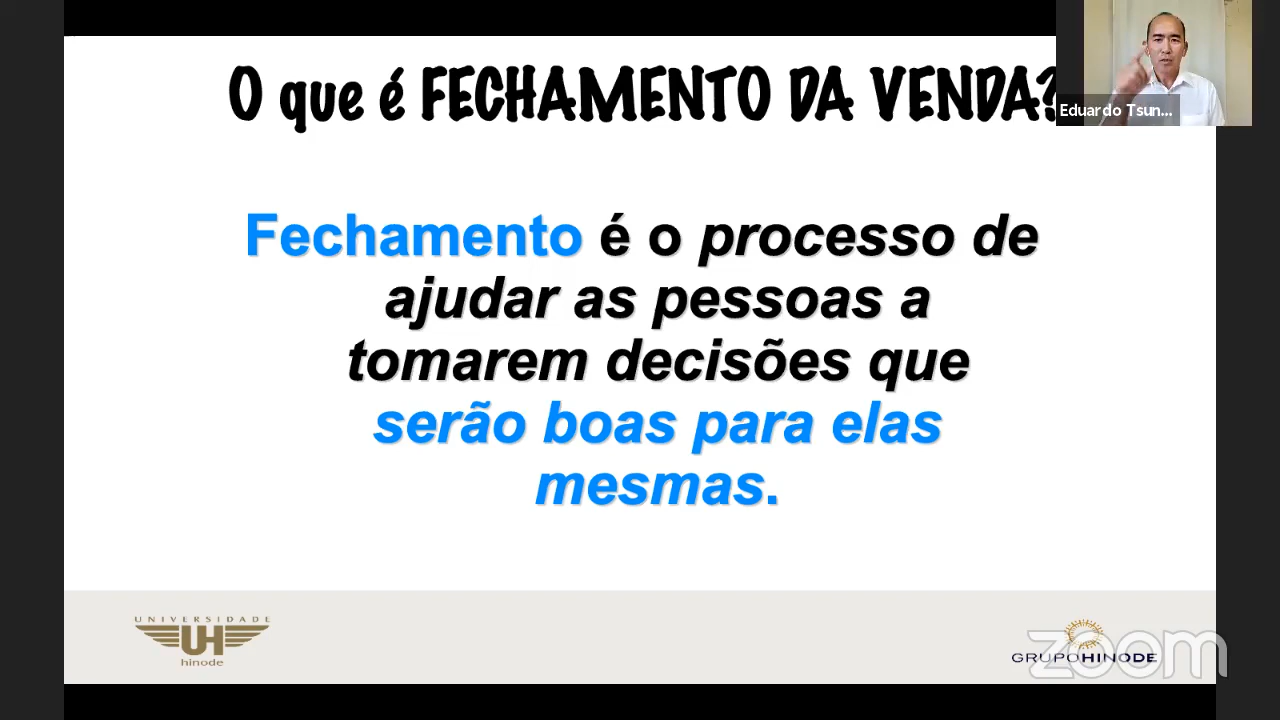 O que é FECHAMENTO DA VENDA?
Eduardo Tsun...
Fechamento é o processo de
ajudar as pessoas a
tomarem decisões que
serão boas para elas
mesmas.
UNIVERSIDADE
UH
hinode
GRUPOHINODE
zoom